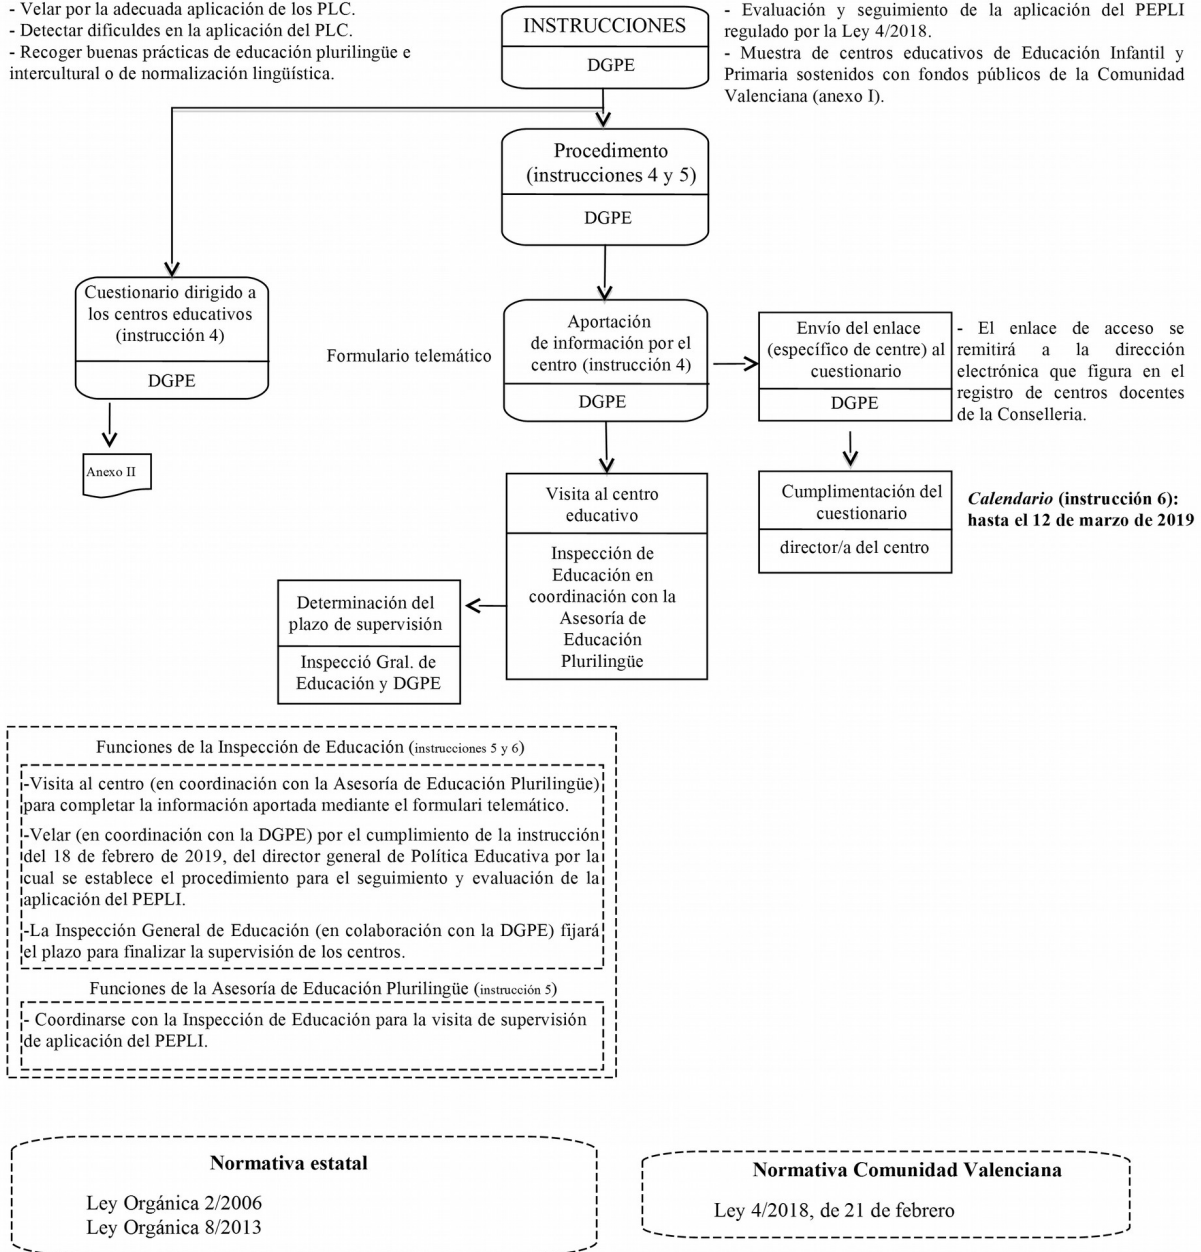 - Velar por la adecuada aplicación de los PLC.
- Detectar dificuldes en la aplicación del PLC.
- Recoger buenas prácticas de educación plurilingüe e
intercultural o de normalización lingüística.
INSTRUCCIONES
DGPE
- Evaluación y seguimiento de la aplicación del PEPLI
regulado por la Ley 4/2018.
- Muestra de centros educativos de Educación Infantil y
Primaria sostenidos con fondos públicos de la Comunidad
Valenciana (anexo I).
Procedimento
(instrucciones 4 y 5)
DGPE
Cuestionario dirigido a
los centros educativos
(instrucción 4)
DGPE
Anexo II
Formulario telemático
Aportación
de información por el
centro (instrucción 4)
DGPE
Envío del enlace
(específico de centre) al
cuestionario
DGPE
- El enlace de acceso se
remitirá a la dirección
electrónica que figura en el
registro de centros docentes
de la Conselleria.
Visita al centro
educativo
Inspección de
Educación en
coordinación con la
Asesoría de
Educación
Plurilingüe
Cumplimentación del
cuestionario
director/a del centro
Calendario (instrucción 6):
hasta el 12 de marzo de 2019
Determinación del
plazo de supervisión
Inspecció Gral. de
Educación y DGPE
Funciones de la Inspección de Educación (instrucciones 5 y 6)
-Visita al centro (en coordinación con la Asesoría de Educación Plurilingüe)
para completar la información aportada mediante el formulari telemático.
-Velar (en coordinación con la DGPE) por el cumplimiento de la instrucción
del 18 de febrero de 2019, del director general de Política Educativa por la
cual se establece el procedimiento para el seguimiento y evaluación de la
aplicación del PEPLI.
-La Inspección General de Educación (en colaboración con la DGPE) fijará
el plazo para finalizar la supervisión de los centros.
Funciones de la Asesoría de Educación Plurilingüe (instrucción 5)
- Coordinarse con la Inspección de Educación para la visita de supervisión
de aplicación del PEPLI.
Normativa estatal
Ley Orgánica 2/2006
Ley Orgánica 8/2013
Normativa Comunidad Valenciana
Ley 4/2018, de 21 de febrero